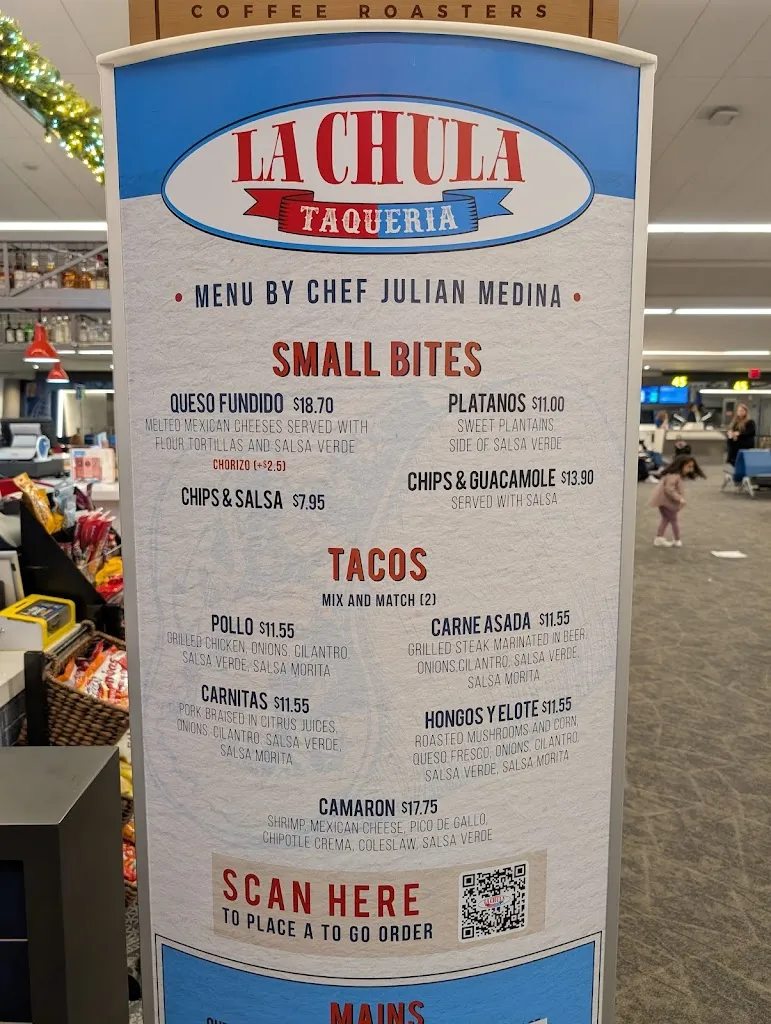 COFFEE ROASTERS
LA CHULA
TAQUERIA
• MENU BY CHEF JULIAN MEDINA •
SMALL BITES
QUESO FUNDIDO $18.70
MELTED MEXICAN CHEESES SERVED WITH
FLOUR TORTILLAS AND SALSA VERDE
CHORIZO (+$2.5)
CHIPS & SALSA $7.95
PLATANOS $11.00
SWEET PLANTAINS
SIDE OF SALSA VERDE
CHIPS & GUACAMOLE $13.90
SERVED WITH SALSA
TACOS
MIX AND MATCH (2)
POLLO $11.55
GRILLED CHICKEN, ONIONS, CILANTRO
SALSA VERDE, SALSA MORITA
CARNITAS $11.55
PORK BRAISED IN CITRUS JUICES,
ONIONS, CILANTRO, SALSA VERDE,
SALSA MORITA
CARNE ASADA $11.55
GRILLED STEAK MARINATED IN BEER,
ONIONS,CILANTRO, SALSA VERDE,
SALSA MORITA
HONGOS Y ELOTE $11.55
ROASTED MUSHROOMS AND CORN,
QUESO FRESCO, ONIONS, CILANTRO,
SALSA VERDE, SALSA MORITA
CAMARON $17.75
SHRIMP, MEXICAN CHEESE, PICO DE GALLO,
CHIPOTLE CREMA, COLESLAW, SALSA VERDE
SCAN HERE
TO PLACE A TO GO ORDER
MAINS
45